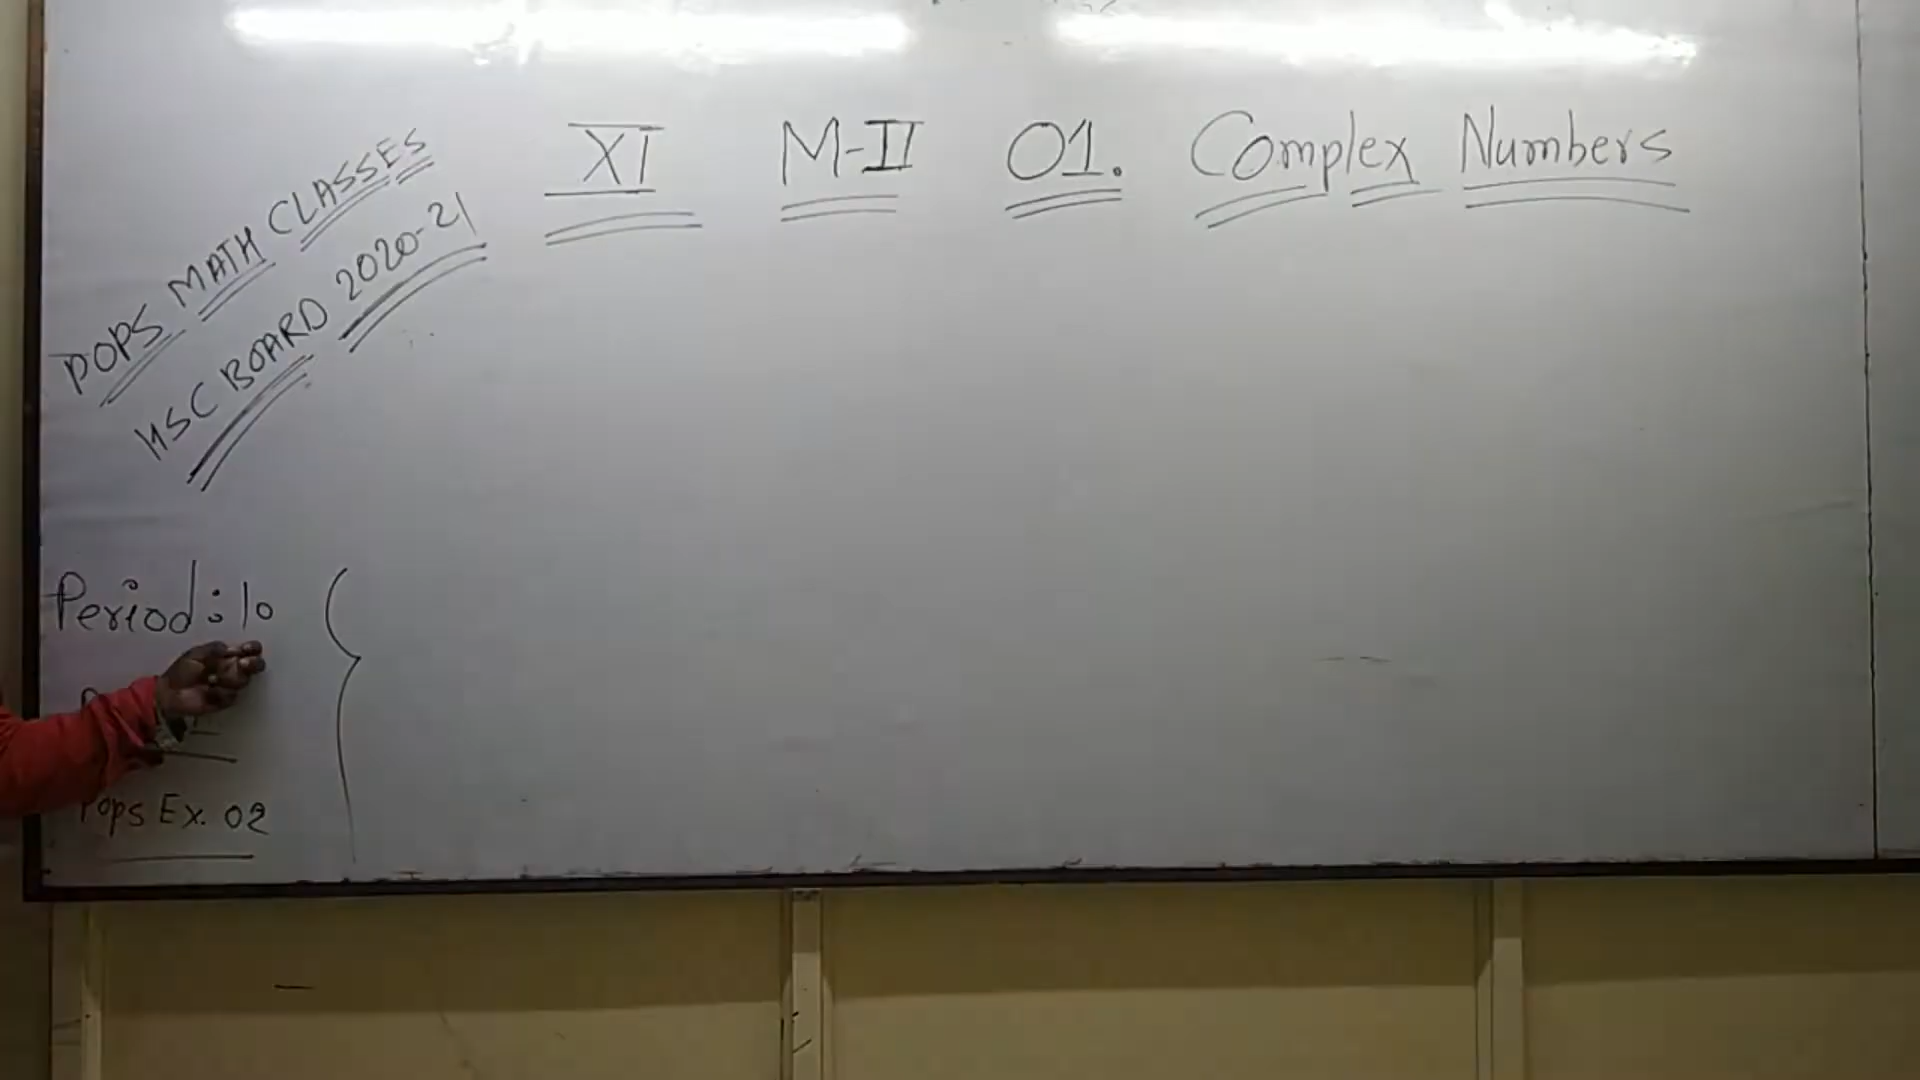 XI M-II 01. Complex Numbers
POPS MATH CLASSES
HSC BOARD 2020-21
Period: 10
Pops Ex. 02